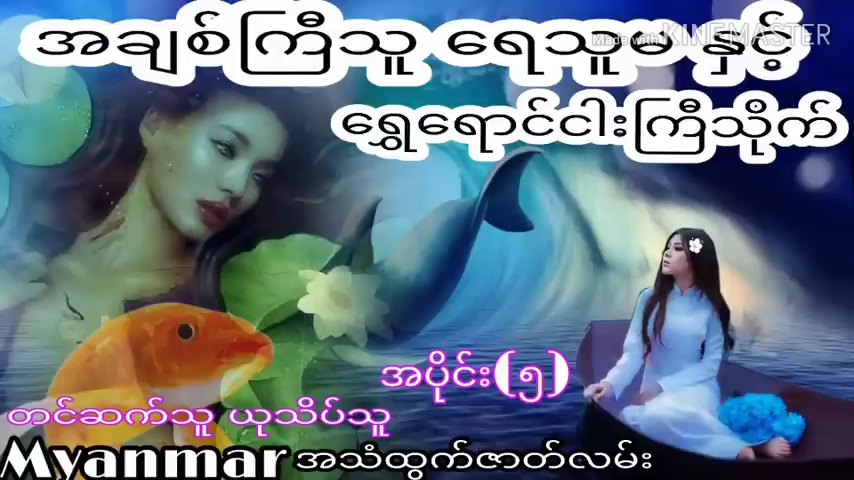 အချစ်ကြီသူ ရေသူမနှင့်
Made with KINEMASTER
ရွှေရောင်ငါးကြီသိုက်
အပိုင်း(၅)
တင်ဆက်သူ ယုသိပ်သူ
Myanmar အသံထွက်ဇာတ်လမ်း